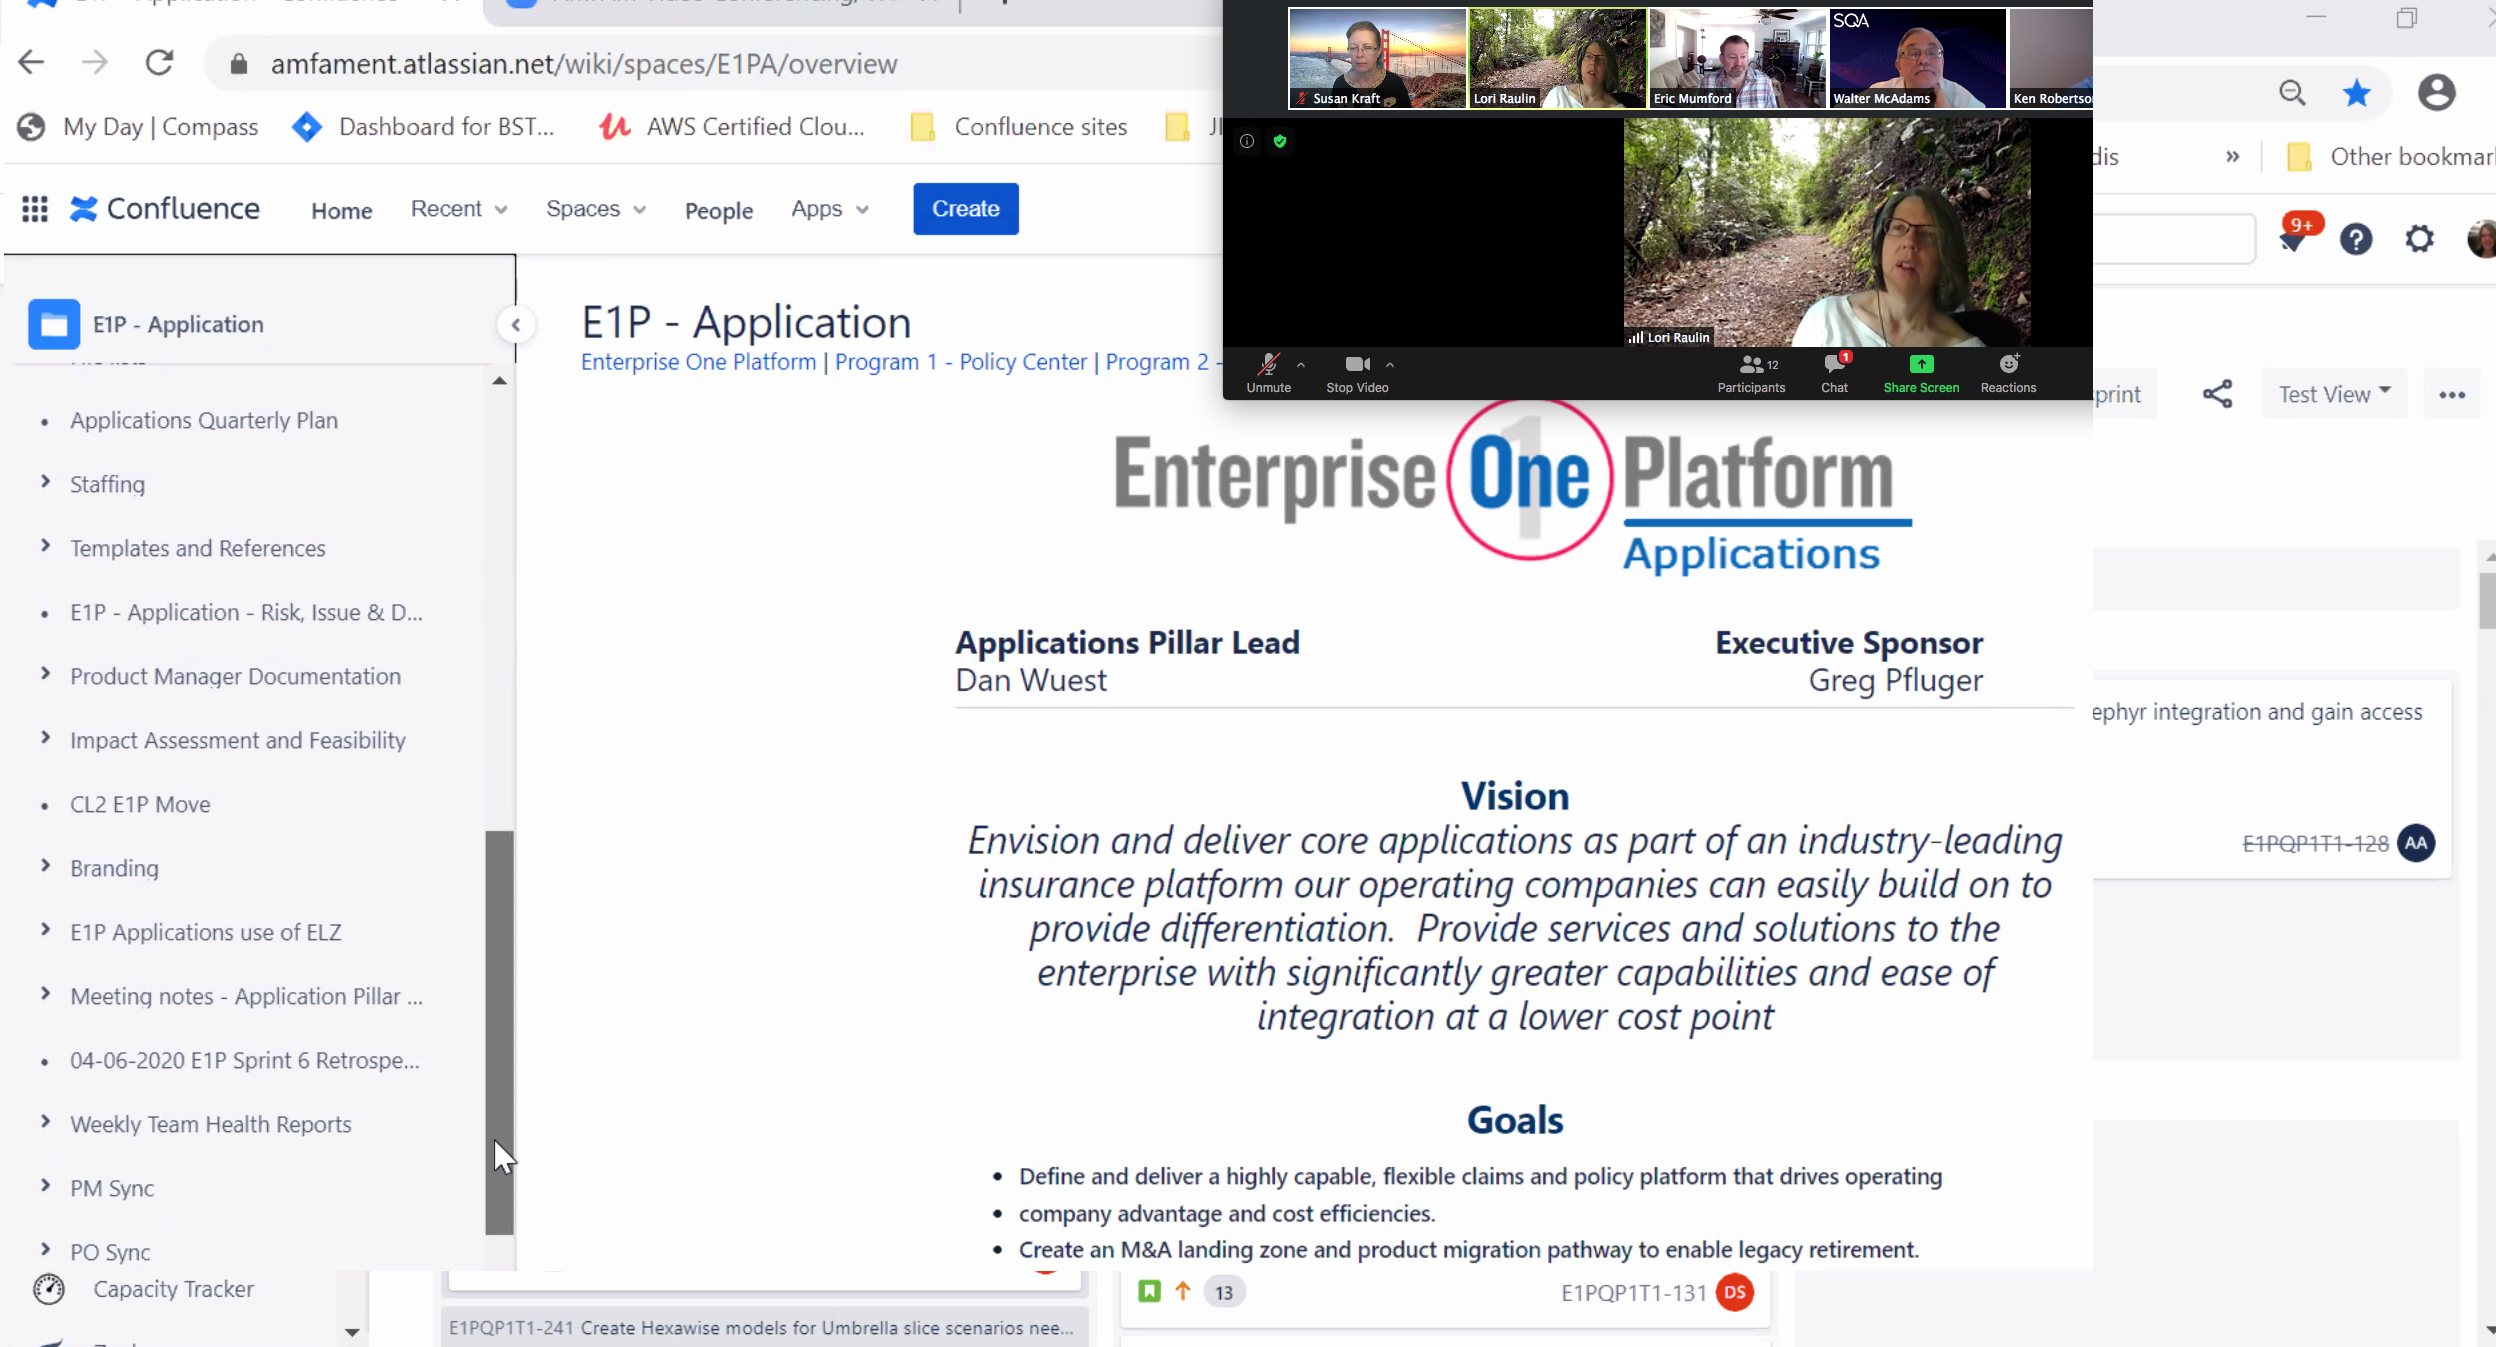 amfament.atlassian.net/wiki/spaces/E1PA/overview
My Day | Compass
Dashboard for BST...
AWS Certified Clou...
Confluence sites
»
Other bookmar
Confluence
Home
Recent
Spaces
People
Apps
Create
9+
SQA
Susan Kraft
Lori Raulin
Eric Mumford
Walter McAdams
Ken Robertso
Lori Raulin
Unmute
Stop Video
12
Participants
1
Chat
Share Screen
Reactions
E1P - Application
Applications Quarterly Plan
Staffing
Templates and References
E1P - Application - Risk, Issue & D...
Product Manager Documentation
Impact Assessment and Feasibility
CL2 E1P Move
Branding
E1P Applications use of ELZ
Meeting notes - Application Pillar ...
04-06-2020 E1P Sprint 6 Retrospe...
Weekly Team Health Reports
PM Sync
PO Sync
Capacity Tracker
E1P - Application
Enterprise One Platform | Program 1 - Policy Center | Program 2 -
print
Test View
Enterprise One Platform
1
Applications
Applications Pillar Lead
Dan Wuest
Executive Sponsor
Greg Pfluger
Vision
Envision and deliver core applications as part of an industry-leading
insurance platform our operating companies can easily build on to
provide differentiation. Provide services and solutions to the
enterprise with significantly greater capabilities and ease of
integration at a lower cost point
Goals
Define and deliver a highly capable, flexible claims and policy platform that drives operating
company advantage and cost efficiencies.
Create an M&A landing zone and product migration pathway to enable legacy retirement.
ephyr integration and gain access
E1PQP1T1-128
AA
13
E1PQP1T1-131
DS
E1PQP1T1-241 Create Hexawise models for Umbrella slice scenarios nee...